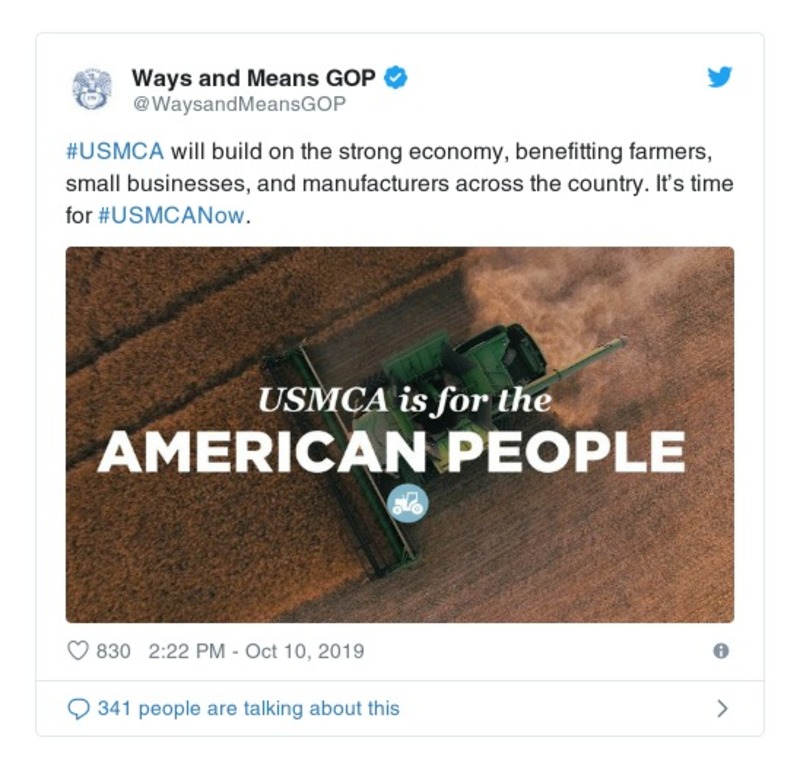 Ways and Means GOP
@WaysandMeansGOP
#USMCA will build on the strong economy, benefitting farmers,
small businesses, and manufacturers across the country. It’s time
for #USMCANow.
USMCA is for the
AMERICAN PEOPLE
830 2:22 PM - Oct 10, 2019
341 people are talking about this